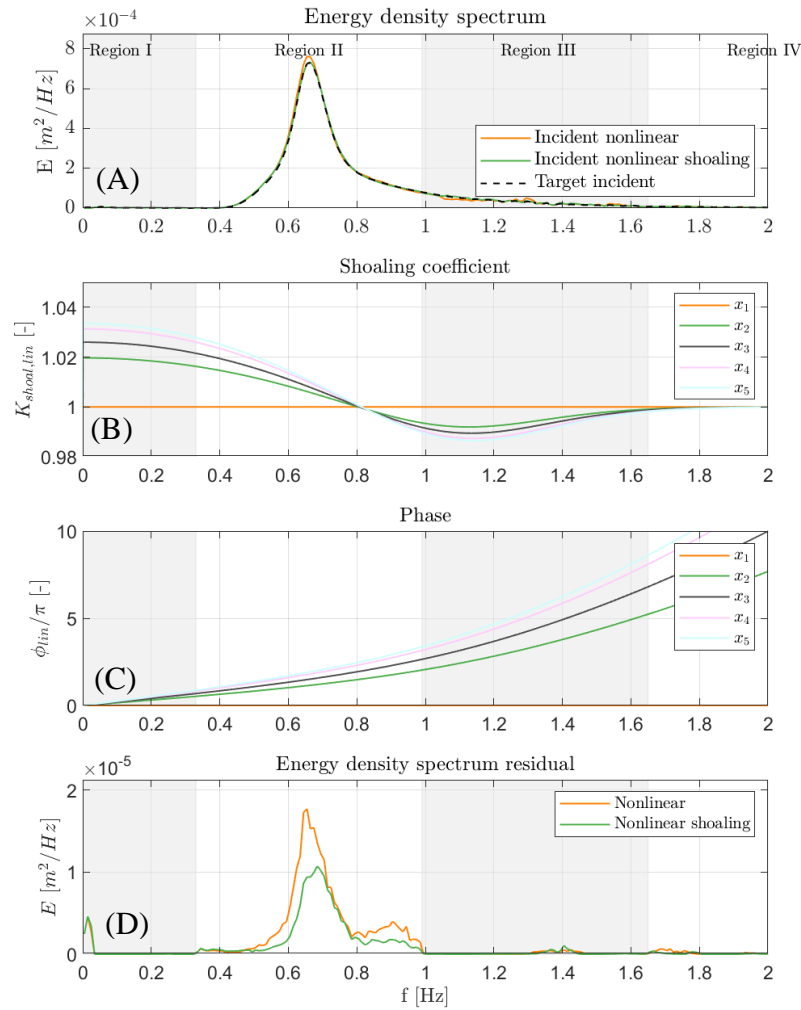 Energy density spectrum
×10⁻⁴
Region I Region II Region III Region IV
E [m²/Hz]
8
6
4
2
0
Incident nonlinear
Incident nonlinear shoaling
Target incident
(A)
0 0.2 0.4 0.6 0.8 1 1.2 1.4 1.6 1.8 2
Shoaling coefficient
K_{shoal,lin} [-]
1.04
1.02
1
0.98
x₁
x₂
x₃
x₄
x₅
(B)
0 0.2 0.4 0.6 0.8 1 1.2 1.4 1.6 1.8 2
Phase
ϕ_{lin}/π [-]
10
5
0
x₁
x₂
x₃
x₄
x₅
(C)
0 0.2 0.4 0.6 0.8 1 1.2 1.4 1.6 1.8 2
Energy density spectrum residual
×10⁻⁵
E [m²/Hz]
2
1
0
Nonlinear
Nonlinear shoaling
(D)
0 0.2 0.4 0.6 0.8 1 1.2 1.4 1.6 1.8 2
f [Hz]